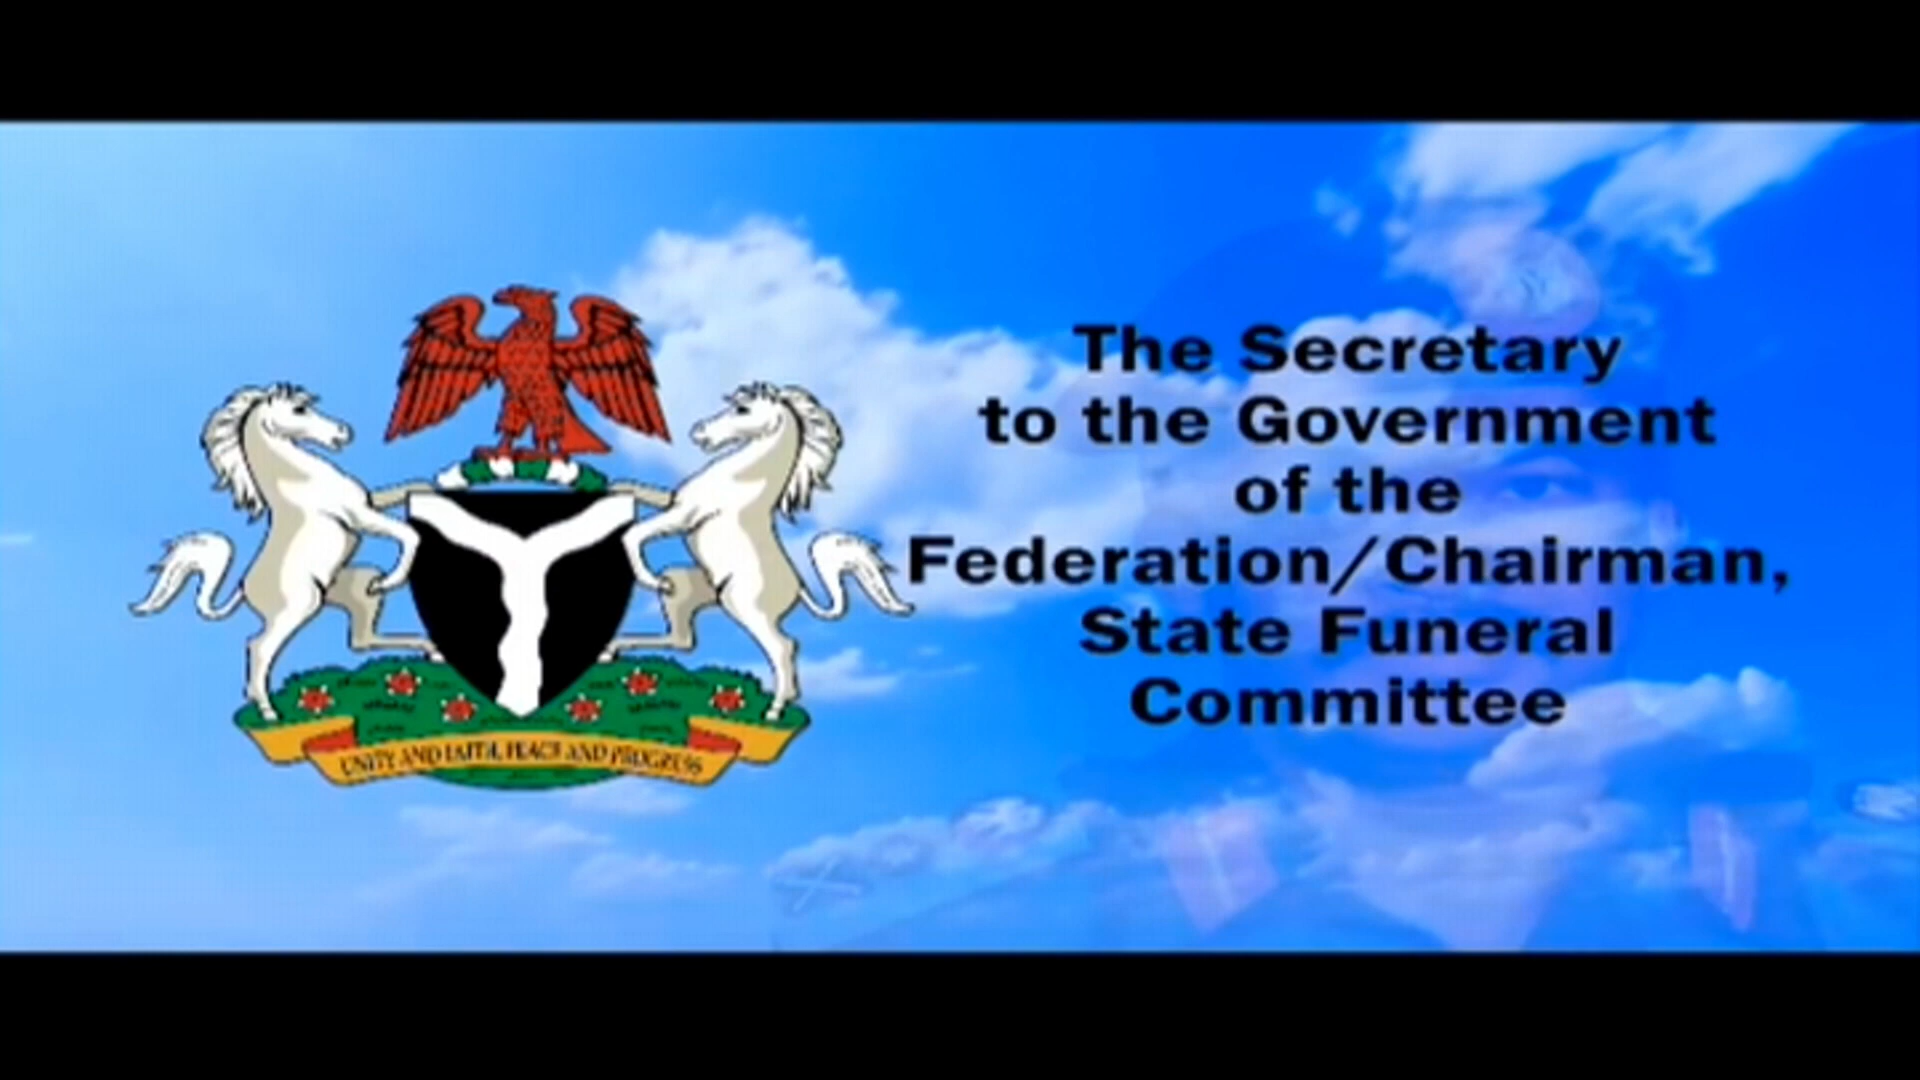 The Secretary
to the Government
of the
Federation/Chairman,
State Funeral
Committee
UNITY AND FAITH, PEACE AND PROGRESS